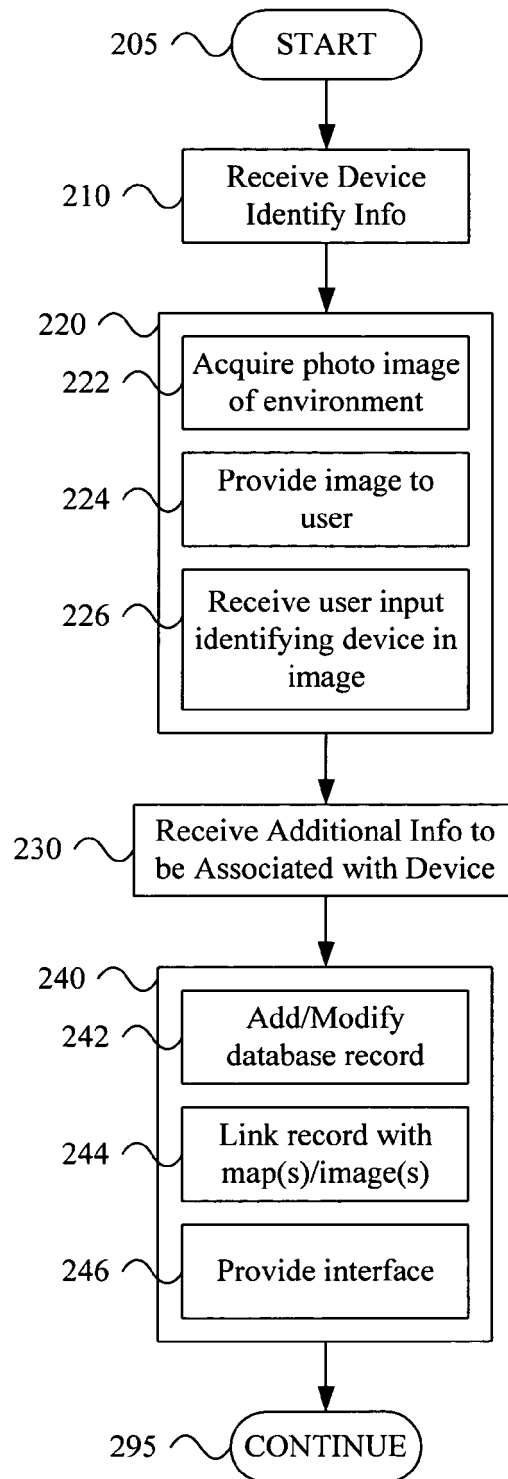 205 START
210 Receive Device
Identify Info
220
222 Acquire photo image
of environment
224 Provide image to
user
226 Receive user input
identifying device in
image
230 Receive Additional Info to
be Associated with Device
240
242 Add/Modify
database record
244 Link record with
map(s)/image(s)
246 Provide interface
295 CONTINUE